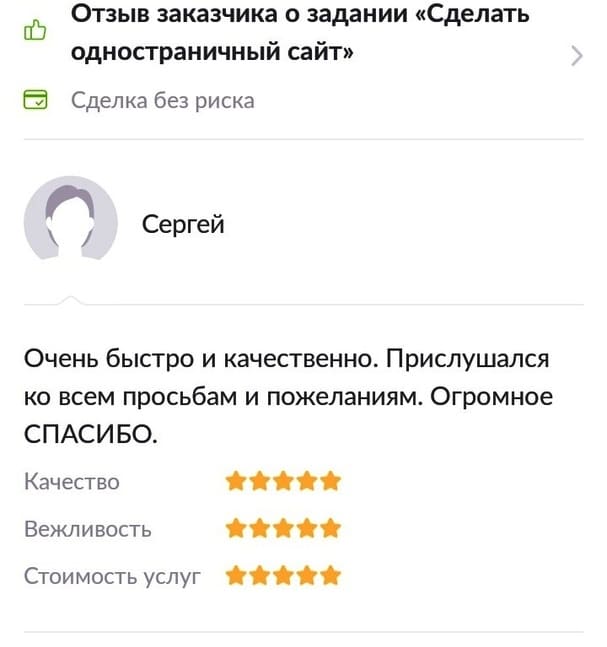 Отзыв заказчика о задании «Сделать
одностраничный сайт»
Сделка без риска
Сергей
Очень быстро и качественно. Прислушался
ко всем просьбам и пожеланиям. Огромное
СПАСИБО.
Качество
Вежливость
Стоимость услуг